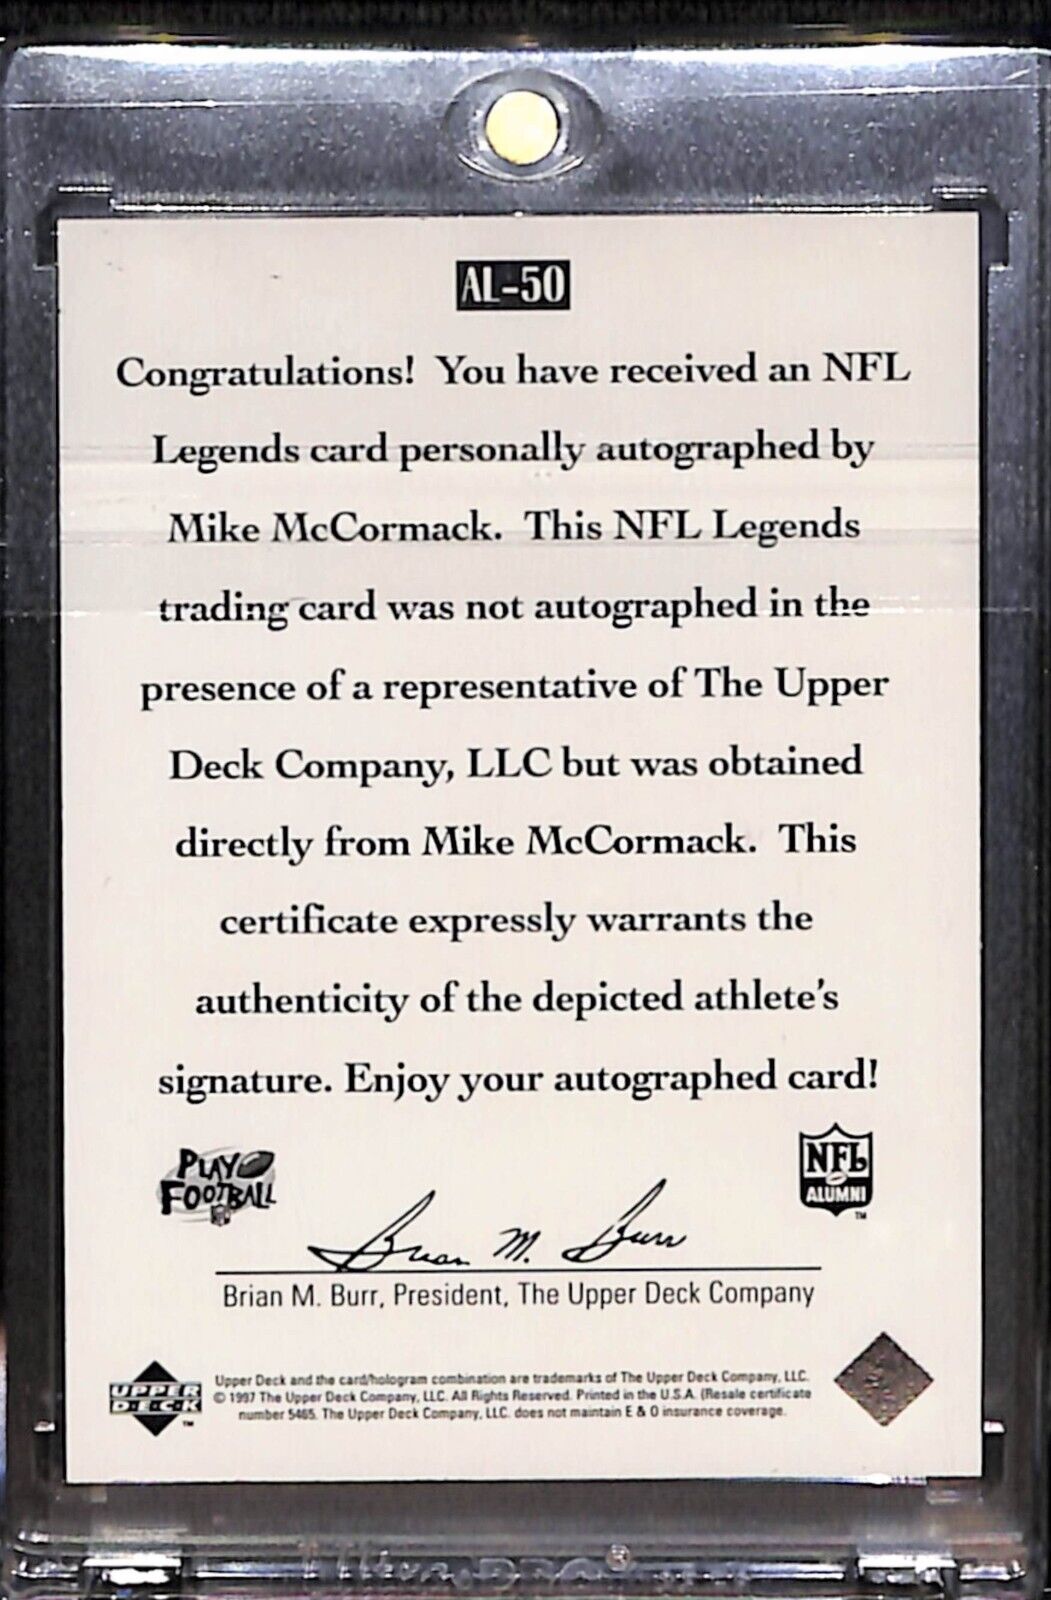 AL-50
Congratulations! You have received an NFL
Legends card personally autographed by
Mike McCormack. This NFL Legends
trading card was not autographed in the
presence of a representative of The Upper
Deck Company, LLC but was obtained
directly from Mike McCormack. This
certificate expressly warrants the
authenticity of the depicted athlete's
signature. Enjoy your autographed card!
PLAY
FOOTBALL
NFL
ALUMNI
TM
Brian M. Burr
Brian M. Burr, President, The Upper Deck Company
UPPER
D·E·C·K
TM
Upper Deck and the card/hologram combination are trademarks of The Upper Deck Company, LLC.
© 1997 The Upper Deck Company, LLC. All Rights Reserved. Printed in the U.S.A. (Resale certificate
number 5465. The Upper Deck Company, LLC. does not maintain E & O insurance coverage.